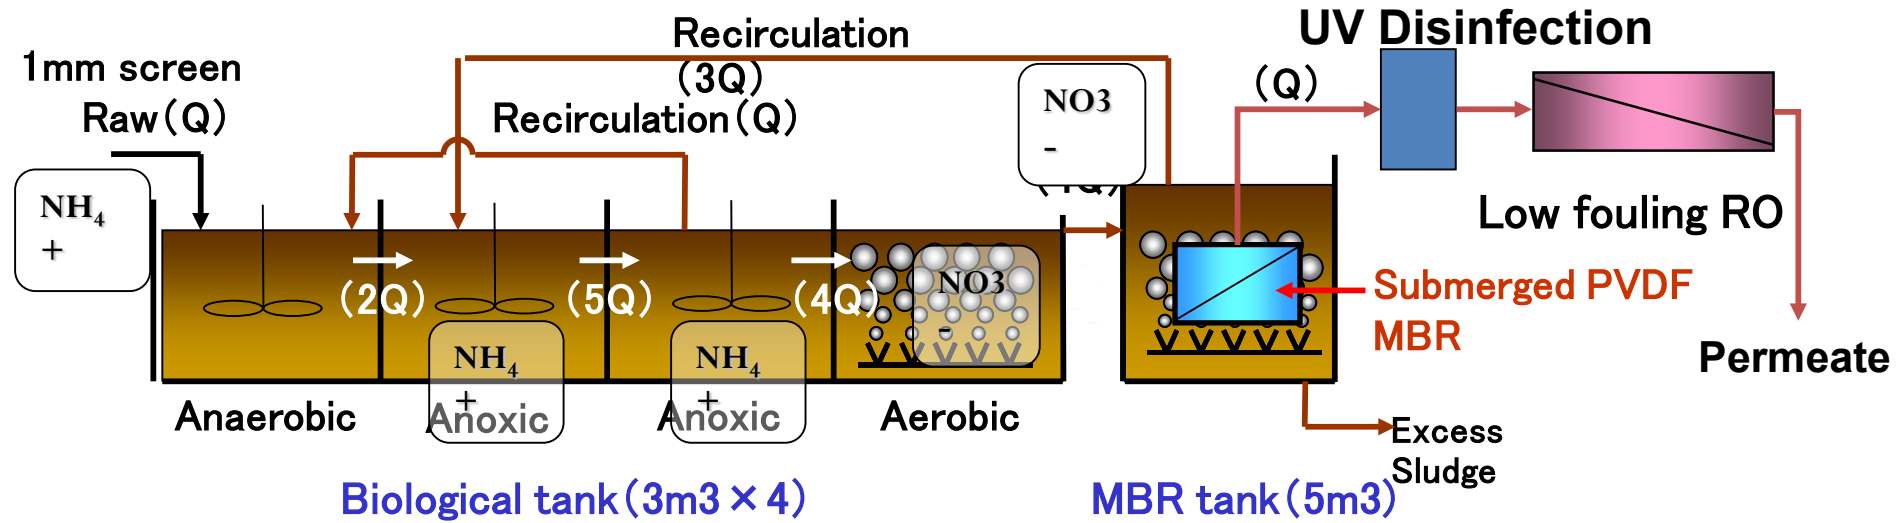 UV Disinfection
Recirculation
(3Q)
1mm screen
Raw(Q)
Recirculation(Q)
(Q)
NO3
-
NH4
+
Low fouling RO
(2Q)
(5Q)
(4Q)
NO3
-
Submerged PVDF
MBR
NH4
+
NH4
+
Permeate
Anaerobic
Anoxic
Anoxic
Aerobic
Excess
Sludge
Biological tank(3m3×4)
MBR tank(5m3)